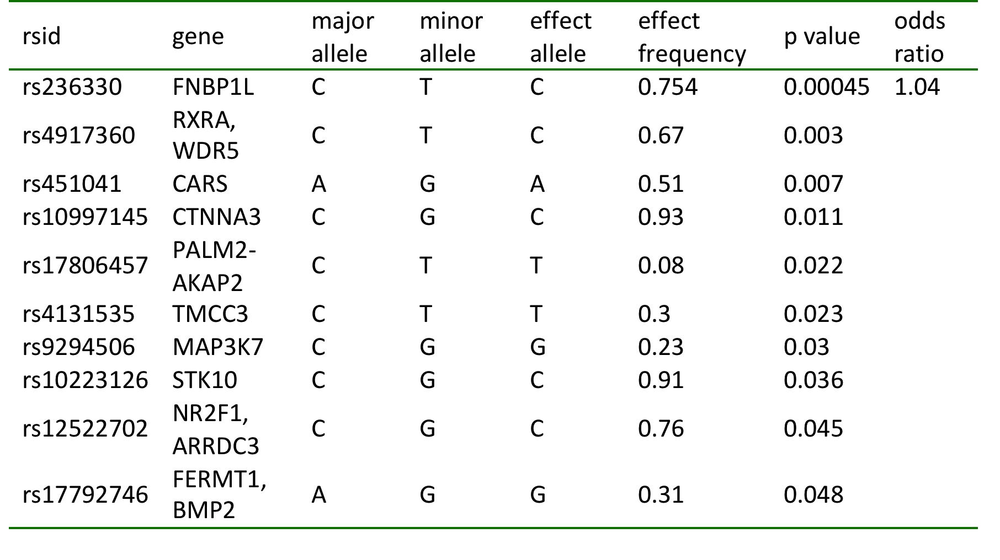 rsid gene major allele minor allele effect allele effect frequency p value odds ratio
rs236330 FNBP1L C T C 0.754 0.00045 1.04
rs4917360 RXRA, WDR5 C T C 0.67 0.003
rs451041 CARS A G A 0.51 0.007
rs10997145 CTNNA3 C G C 0.93 0.011
rs17806457 PALM2-AKAP2 C T T 0.08 0.022
rs4131535 TMCC3 C T T 0.3 0.023
rs9294506 MAP3K7 C G G 0.23 0.03
rs10223126 STK10 C G C 0.91 0.036
rs12522702 NR2F1, ARRDC3 C G C 0.76 0.045
rs17792746 FERMT1, BMP2 A G G 0.31 0.048